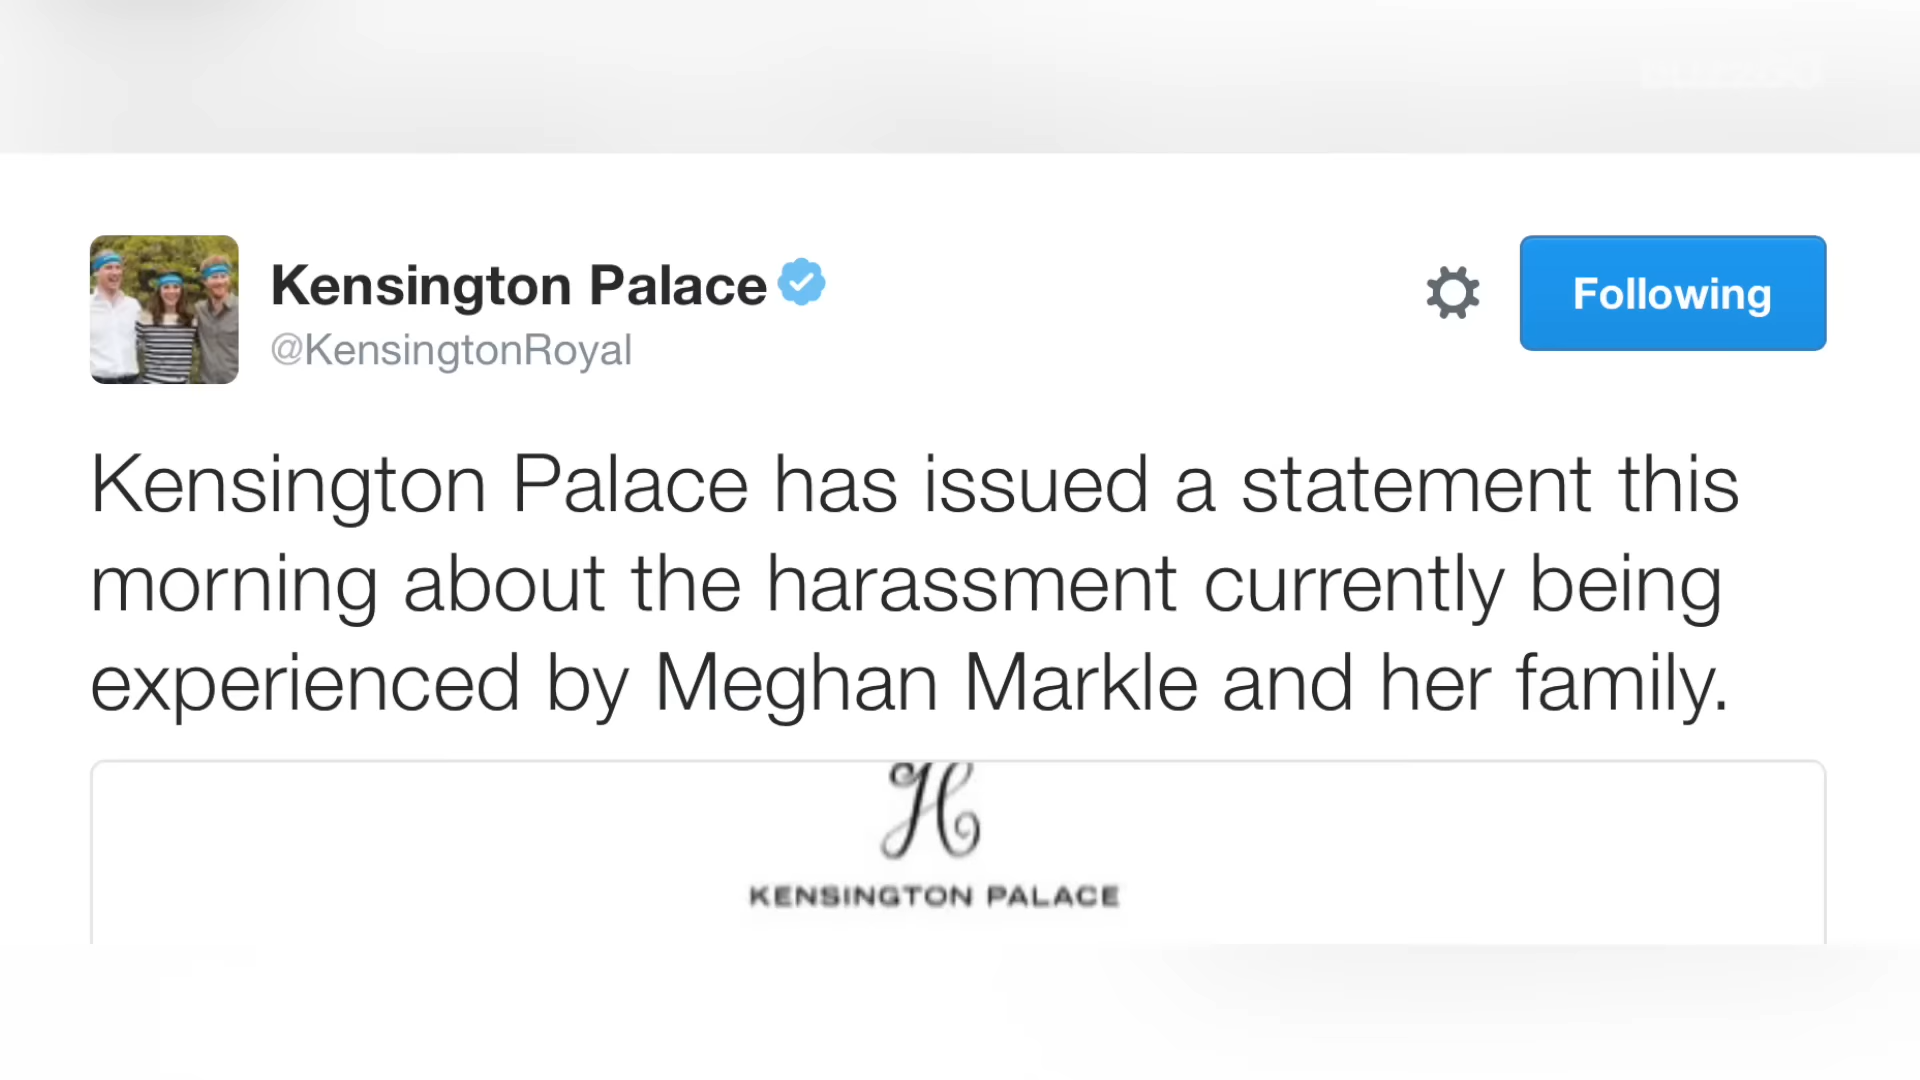 Kensington Palace
@KensingtonRoyal
Following
Kensington Palace has issued a statement this
morning about the harassment currently being
experienced by Meghan Markle and her family.
H
KENSINGTON PALACE